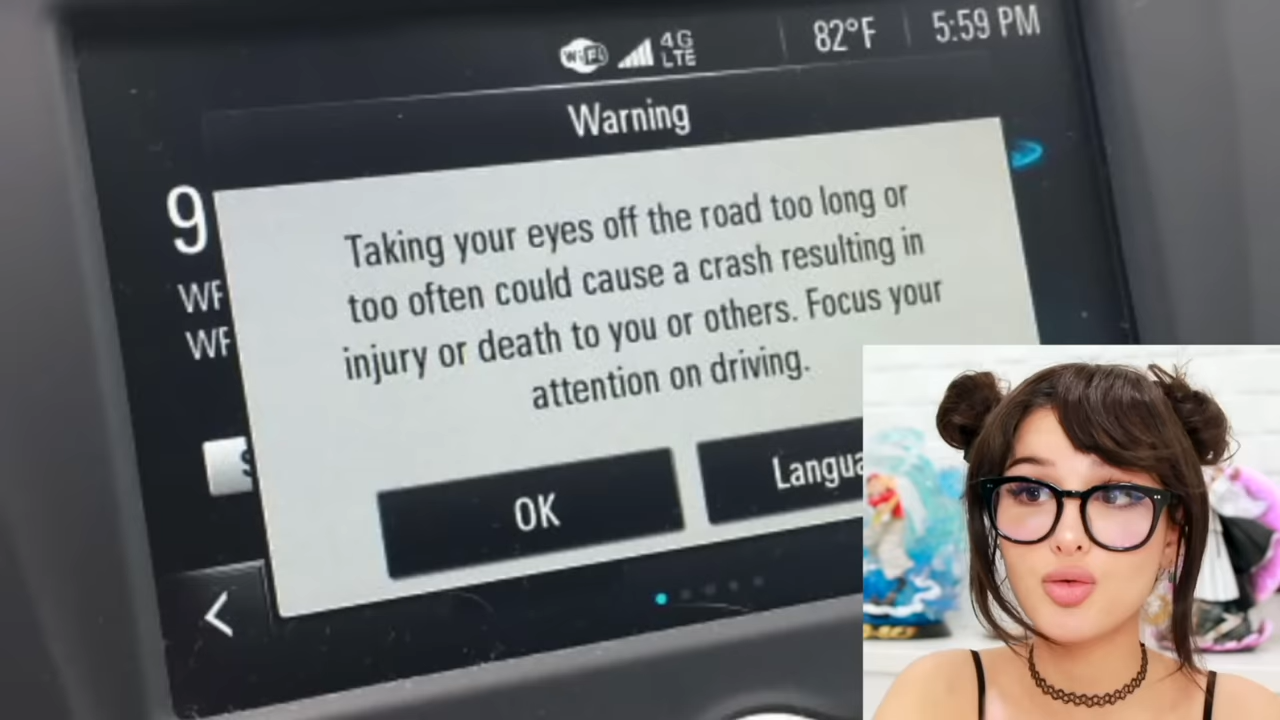 WiFi 4G LTE 82°F 5:59 PM
Warning
9
WF
WF
Taking your eyes off the road too long or
too often could cause a crash resulting in
injury or death to you or others. Focus your
attention on driving.
OK
Langua